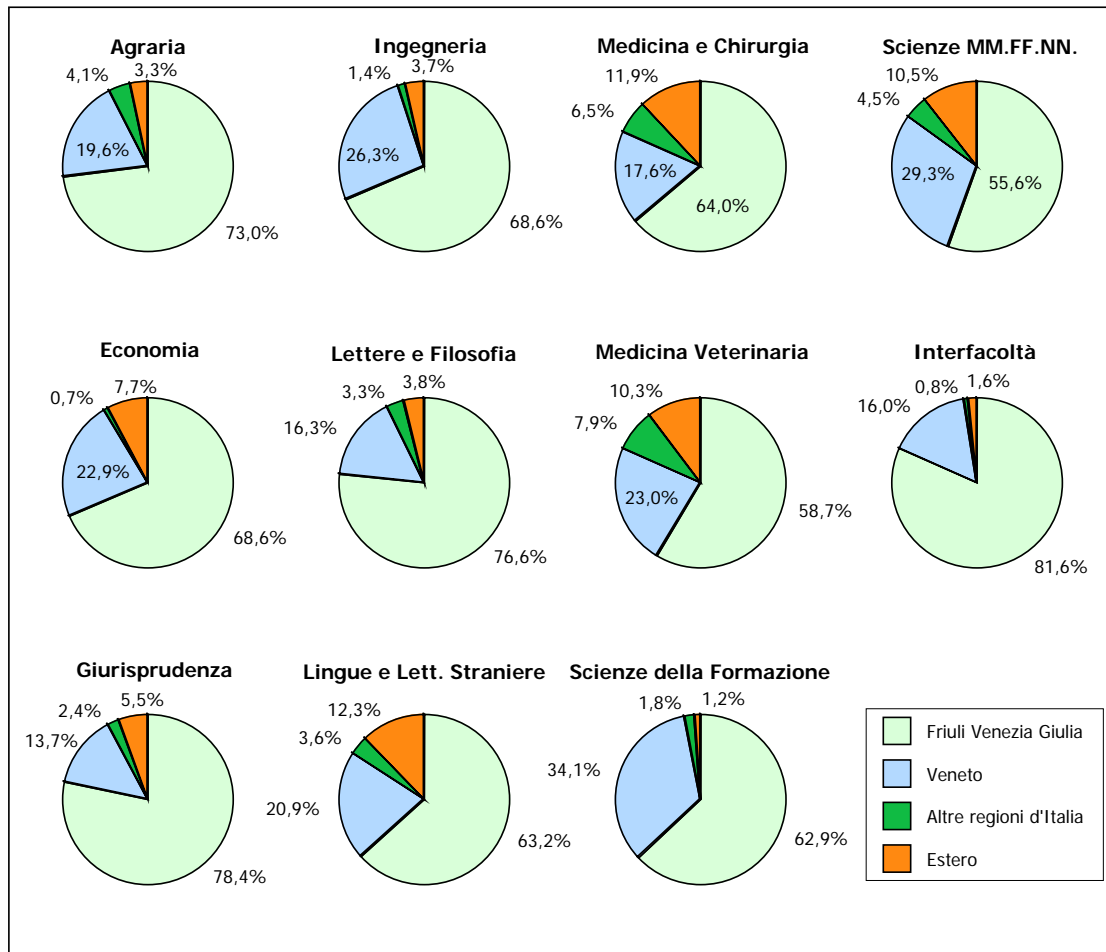 Agraria
4,1%
3,3%
19,6%
73,0%
Ingegneria
1,4%
3,7%
26,3%
68,6%
Medicina e Chirurgia
11,9%
6,5%
17,6%
64,0%
Scienze MM.FF.NN.
10,5%
4,5%
29,3%
55,6%
Economia
0,7%
7,7%
22,9%
68,6%
Lettere e Filosofia
3,3%
3,8%
16,3%
76,6%
Medicina Veterinaria
10,3%
7,9%
23,0%
58,7%
Interfacoltà
0,8%
1,6%
16,0%
81,6%
Giurisprudenza
2,4%
5,5%
13,7%
78,4%
Lingue e Lett. Straniere
12,3%
3,6%
20,9%
63,2%
Scienze della Formazione
1,8%
1,2%
34,1%
62,9%
Friuli Venezia Giulia
Veneto
Altre regioni d'Italia
Estero